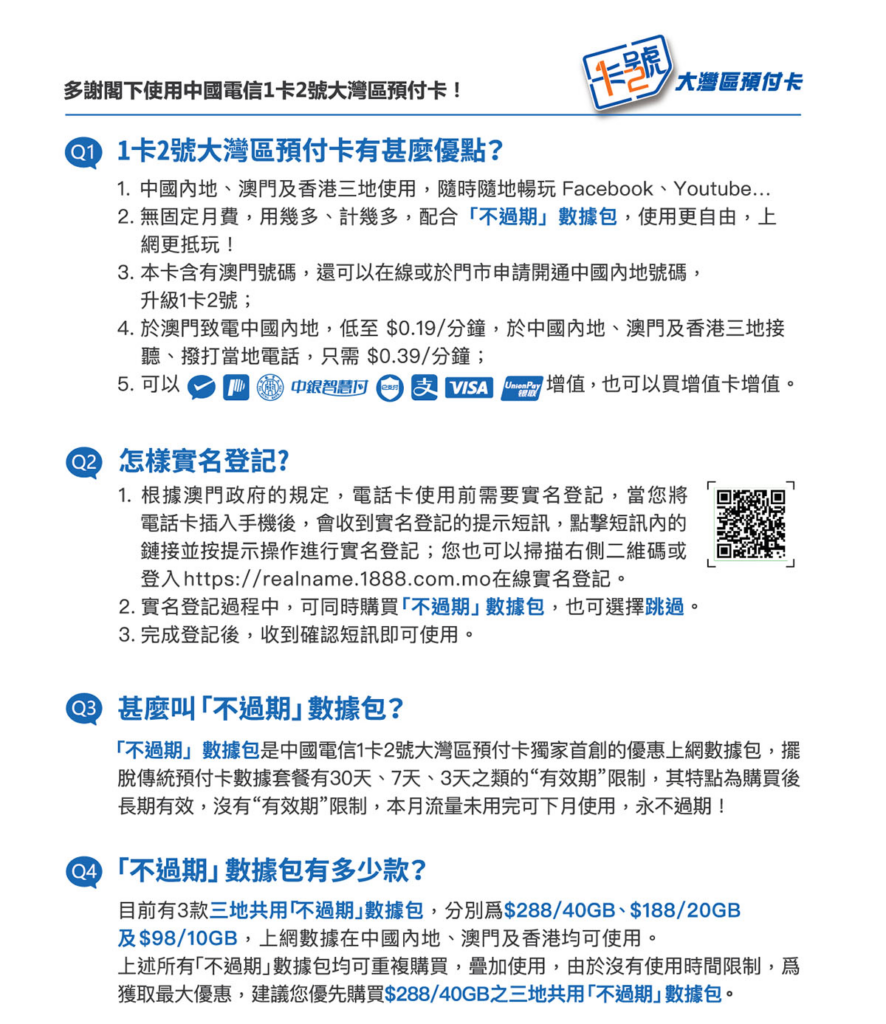 卡號
1 2
大灣區預付卡
多謝閣下使用中國電信1卡2號大灣區預付卡！
Q1 1卡2號大灣區預付卡有甚麼優點？
1. 中國內地、澳門及香港三地使用，隨時隨地暢玩 Facebook、Youtube...
2. 無固定月費，用幾多、計幾多，配合「不過期」數據包，使用更自由，上
網更抵玩！
3. 本卡含有澳門號碼，還可以在線或於門市申請開通中國內地號碼，
升級1卡2號；
4. 於澳門致電中國內地，低至 $0.19/分鐘，於中國內地、澳門及香港三地接
聽、撥打當地電話，只需 $0.39/分鐘；
5. 可以 中銀智慧付 支 VISA UnionPay 銀聯 增值，也可以買增值卡增值。
Q2 怎樣實名登記?
1. 根據澳門政府的規定，電話卡使用前需要實名登記，當您將
電話卡插入手機後，會收到實名登記的提示短訊，點擊短訊內的
鏈接並按提示操作進行實名登記；您也可以掃描右側二維碼或
登入https://realname.1888.com.mo在線實名登記。
2. 實名登記過程中，可同時購買「不過期」數據包，也可選擇跳過。
3. 完成登記後，收到確認短訊即可使用。
Q3 甚麼叫「不過期」數據包？
「不過期」數據包是中國電信1卡2號大灣區預付卡獨家首創的優惠上網數據包，擺
脫傳統預付卡數據套餐有30天、7天、3天之類的“有效期”限制，其特點為購買後
長期有效，沒有“有效期”限制，本月流量未用完可下月使用，永不過期！
Q4 「不過期」數據包有多少款？
目前有3款三地共用「不過期」數據包，分別爲$288/40GB、$188/20GB
及$98/10GB，上網數據在中國內地、澳門及香港均可使用。
上述所有「不過期」數據包均可重複購買，疊加使用，由於沒有使用時間限制，爲
獲取最大優惠，建議您優先購買$288/40GB之三地共用「不過期」數據包。